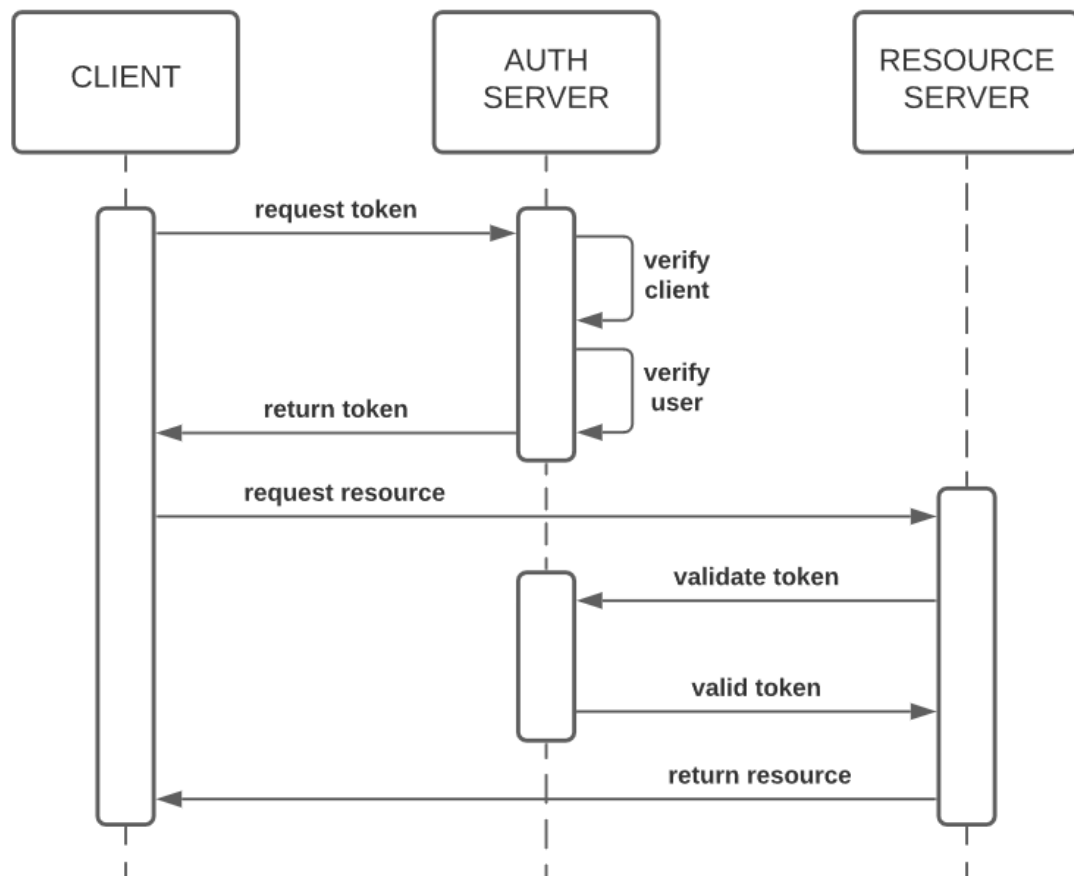 CLIENT
AUTH
SERVER
RESOURCE
SERVER
request token
verify
client
verify
user
return token
request resource
validate token
valid token
return resource